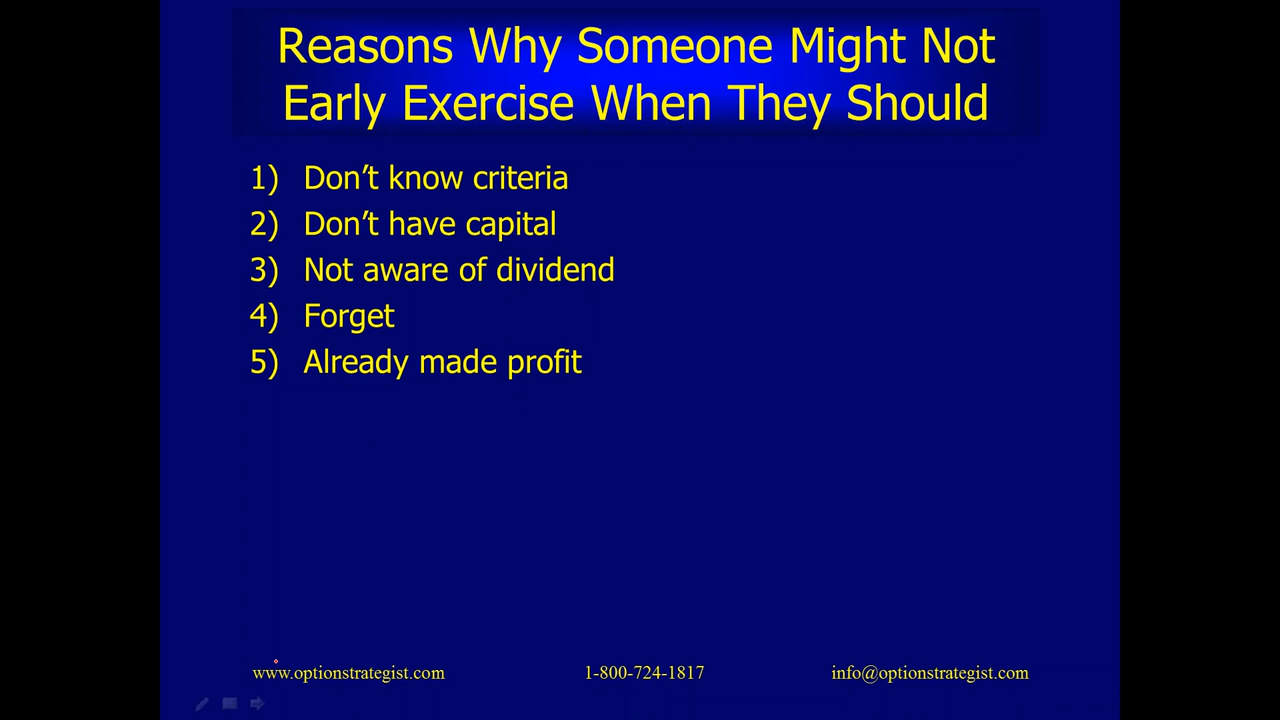 Reasons Why Someone Might Not
Early Exercise When They Should
1) Don’t know criteria
2) Don’t have capital
3) Not aware of dividend
4) Forget
5) Already made profit
www.optionstrategist.com 1-800-724-1817 info@optionstrategist.com